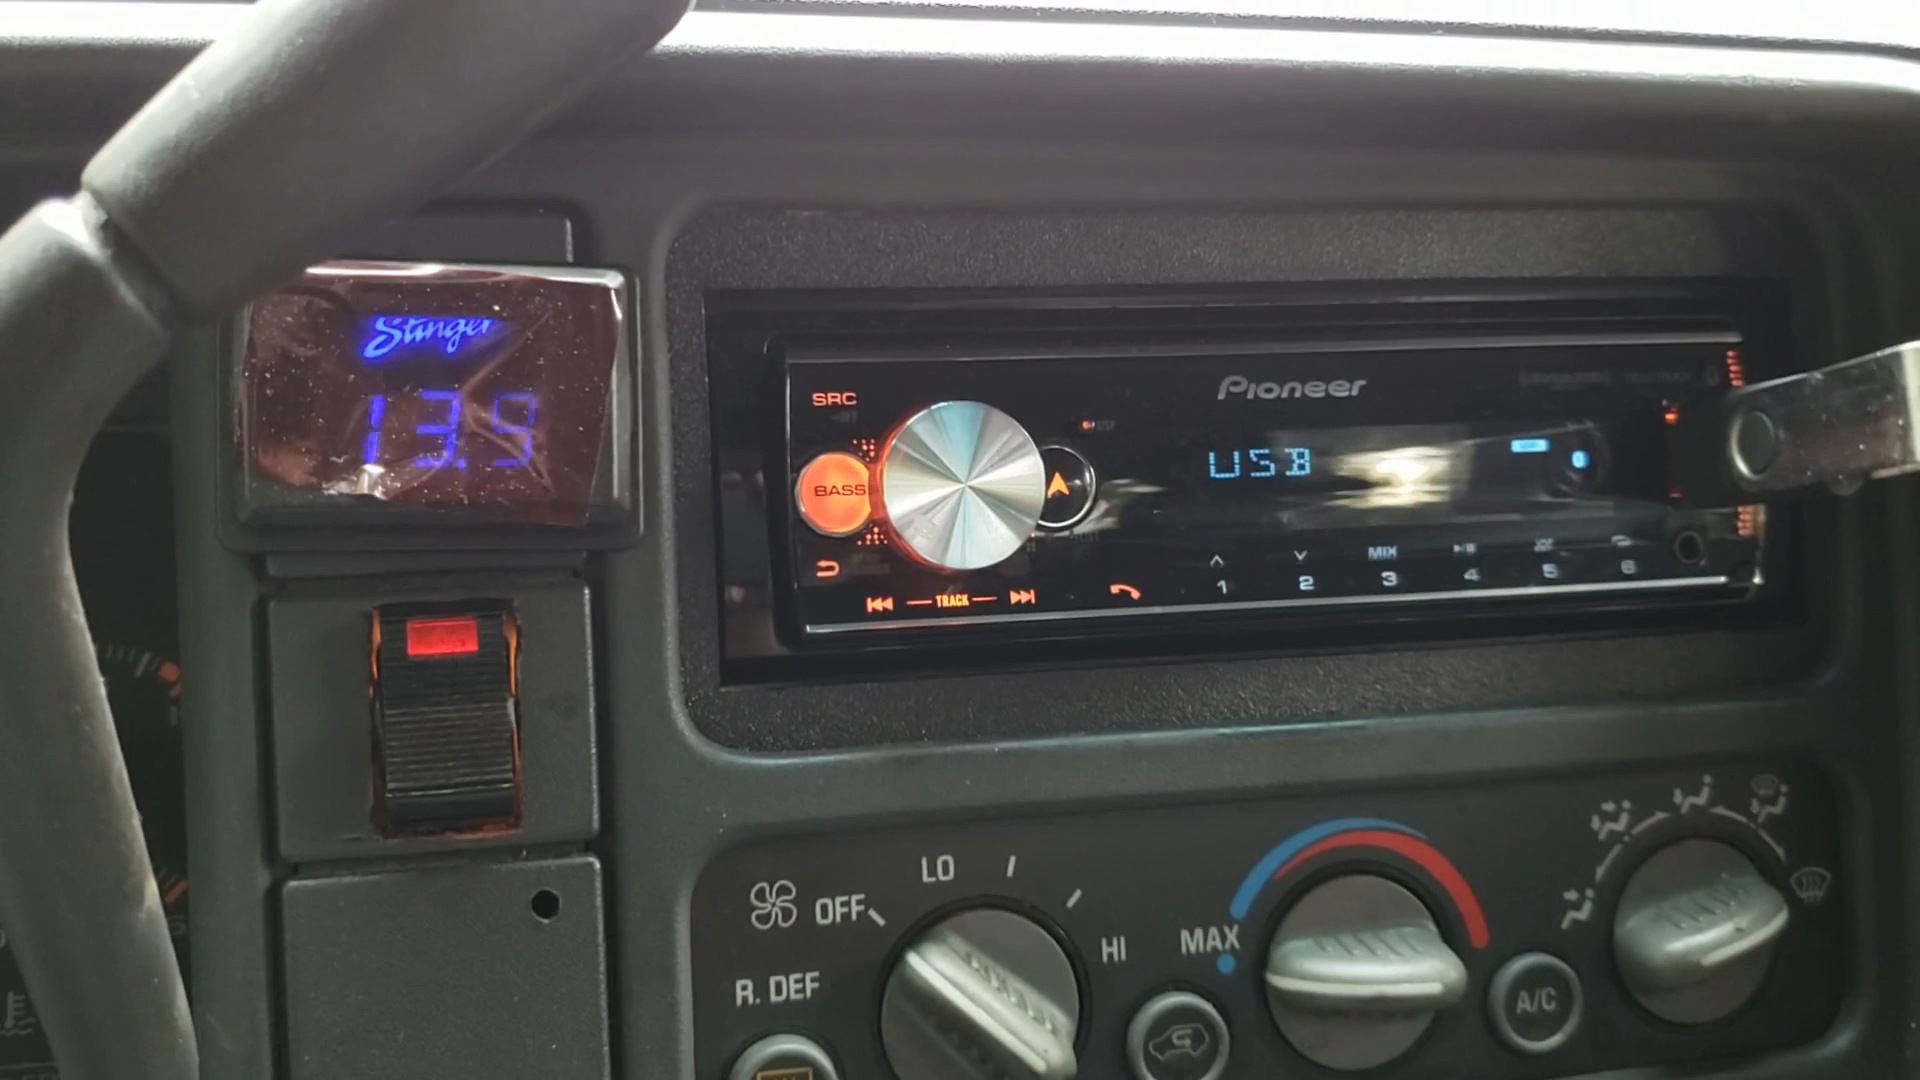 Stinger
13.9
Pioneer
SRC
USB
BASS
MIX
1 2 3 4 5 6
TRACK
LO
OFF
HI
MAX
R. DEF
A/C